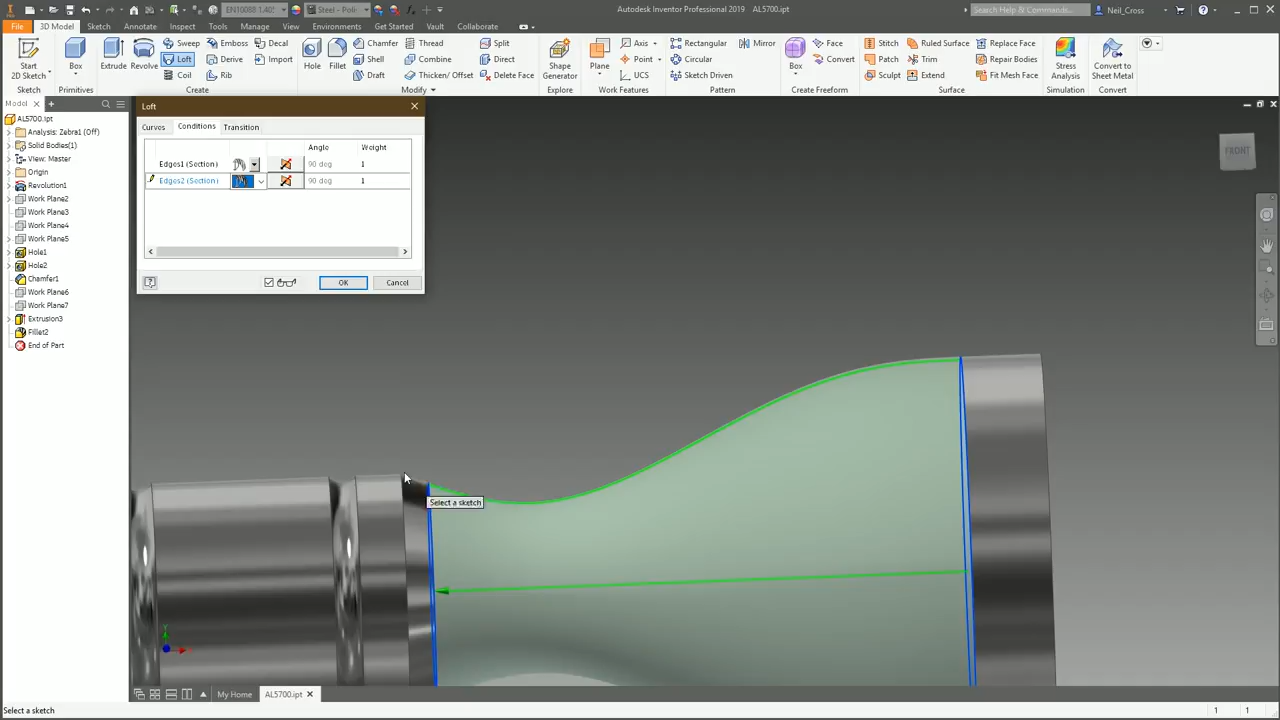 EN10088 1.40
Steel - Poli
Autodesk Inventor Professional 2019 AL5700.ipt
Search Help & Commands...
Neil_Cross
File 3D Model Sketch Annotate Inspect Tools Manage View Environments Get Started Vault Collaborate
Start 2D Sketch
Box
Extrude
Revolve
Sweep
Loft
Coil
Emboss
Derive
Rib
Decal
Import
Hole
Fillet
Chamfer
Shell
Draft
Thread
Combine
Thicken/ Offset
Split
Direct
Delete Face
Shape Generator
Plane
Axis
Point
UCS
Rectangular
Circular
Sketch Driven
Mirror
Box
Face
Convert
Stitch
Patch
Sculpt
Ruled Surface
Trim
Extend
Replace Face
Repair Bodies
Fit Mesh Face
Stress Analysis
Convert to Sheet Metal
Sketch Primitives Create Modify Explore Work Features Pattern Create Freeform Surface Simulation Convert
Model
AL5700.ipt
Analysis: Zebra1 (Off)
Solid Bodies(1)
View: Master
Origin
Revolution1
Work Plane2
Work Plane3
Work Plane4
Work Plane5
Hole1
Hole2
Chamfer1
Work Plane6
Work Plane7
Extrusion3
Fillet2
End of Part
Loft
Curves Conditions Transition
Angle Weight
Edges1 (Section) 90 deg 1
Edges2 (Section) 90 deg 1
OK Cancel
FRONT
Select a sketch
Y
My Home AL5700.ipt
Select a sketch
1 1